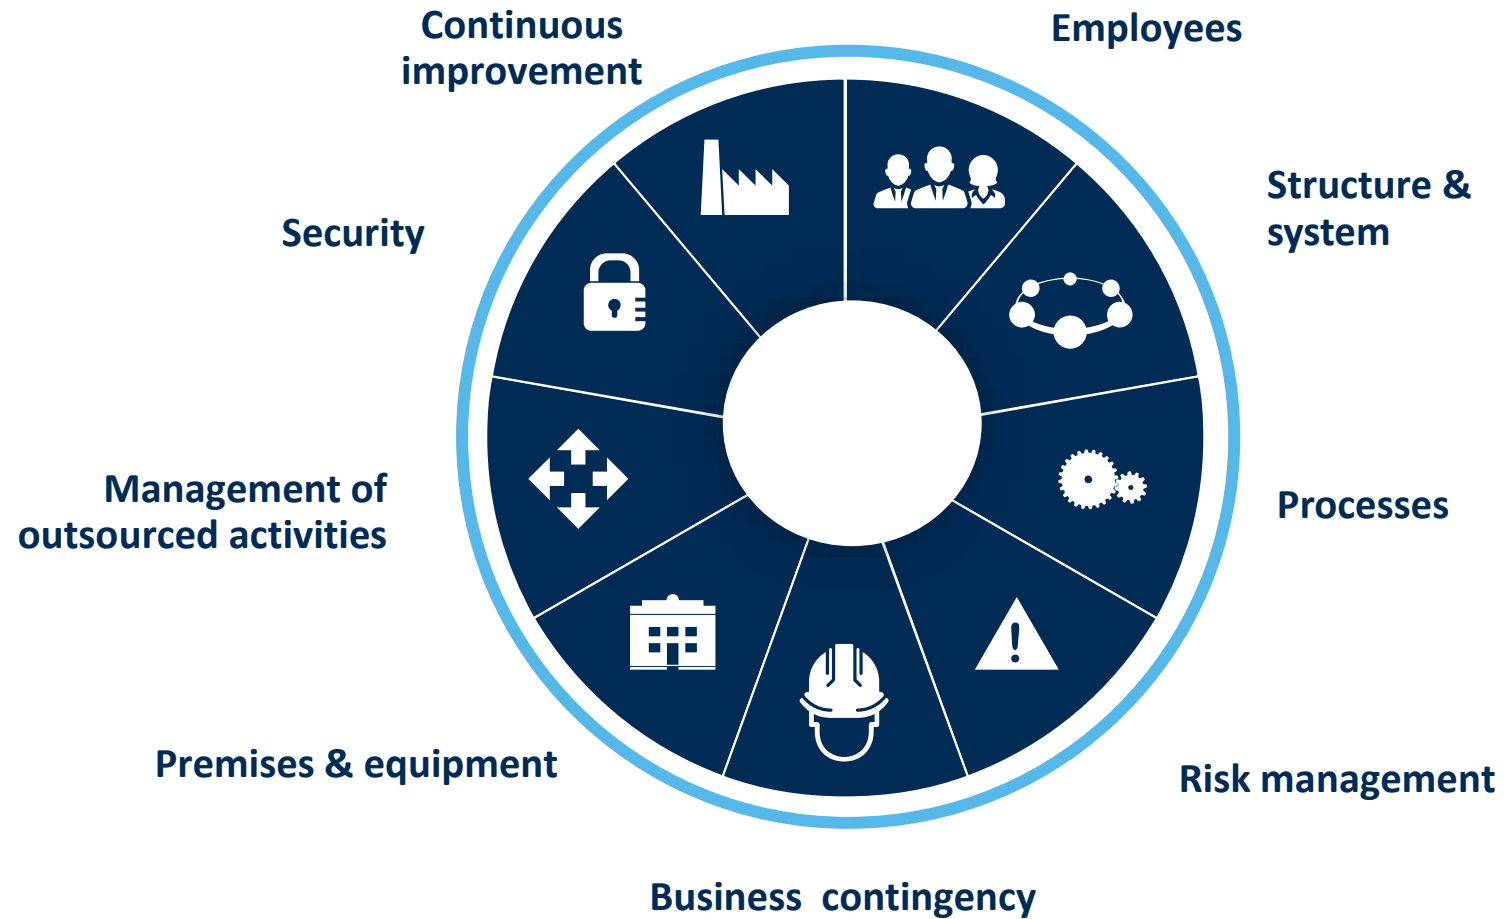 Continuous
improvement
Employees
Structure &
system
Security
Management of
outsourced activities
Processes
Premises & equipment
Risk management
Business  contingency